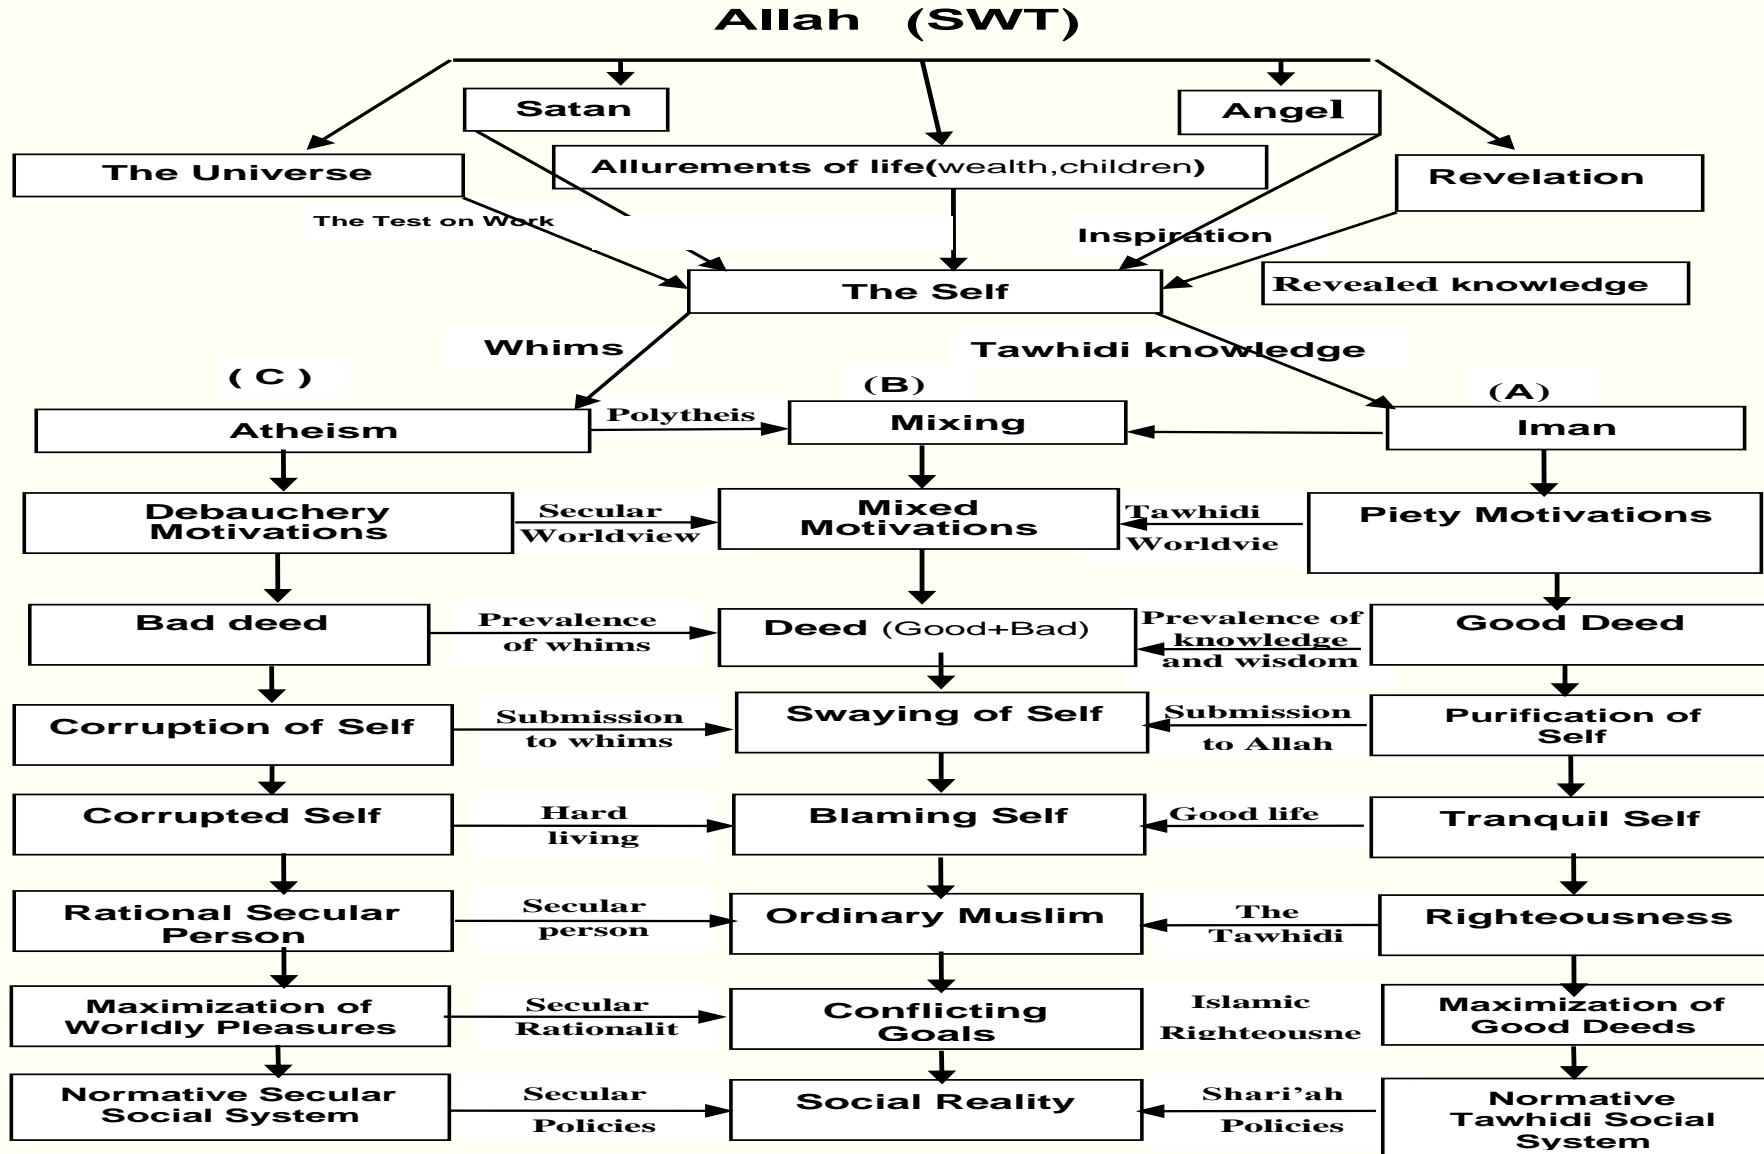 Allah (SWT)
Satan
Angel
The Universe
Allurements of life(wealth,children)
Revelation
The Test on Work
Inspiration
The Self
Revealed knowledge
Whims
Tawhidi knowledge
( C )
(B)
(A)
Atheism
Polytheis
Mixing
Iman
Debauchery
Motivations
Secular
Worldview
Mixed
Motivations
Tawhidi
Worldvie
Piety Motivations
Bad deed
Prevalence
of whims
Deed (Good+Bad)
Prevalence of
knowledge
and wisdom
Good Deed
Corruption of Self
Submission
to whims
Swaying of Self
Submission
to Allah
Purification of
Self
Corrupted Self
Hard
living
Blaming Self
Good life
Tranquil Self
Rational Secular
Person
Secular
person
Ordinary Muslim
The
Tawhidi
Righteousness
Maximization of
Worldly Pleasures
Secular
Rationalit
Conflicting
Goals
Islamic
Righteousne
Maximization of
Good Deeds
Normative Secular
Social System
Secular
Policies
Social Reality
Shari’ah
Policies
Normative
Tawhidi Social
System